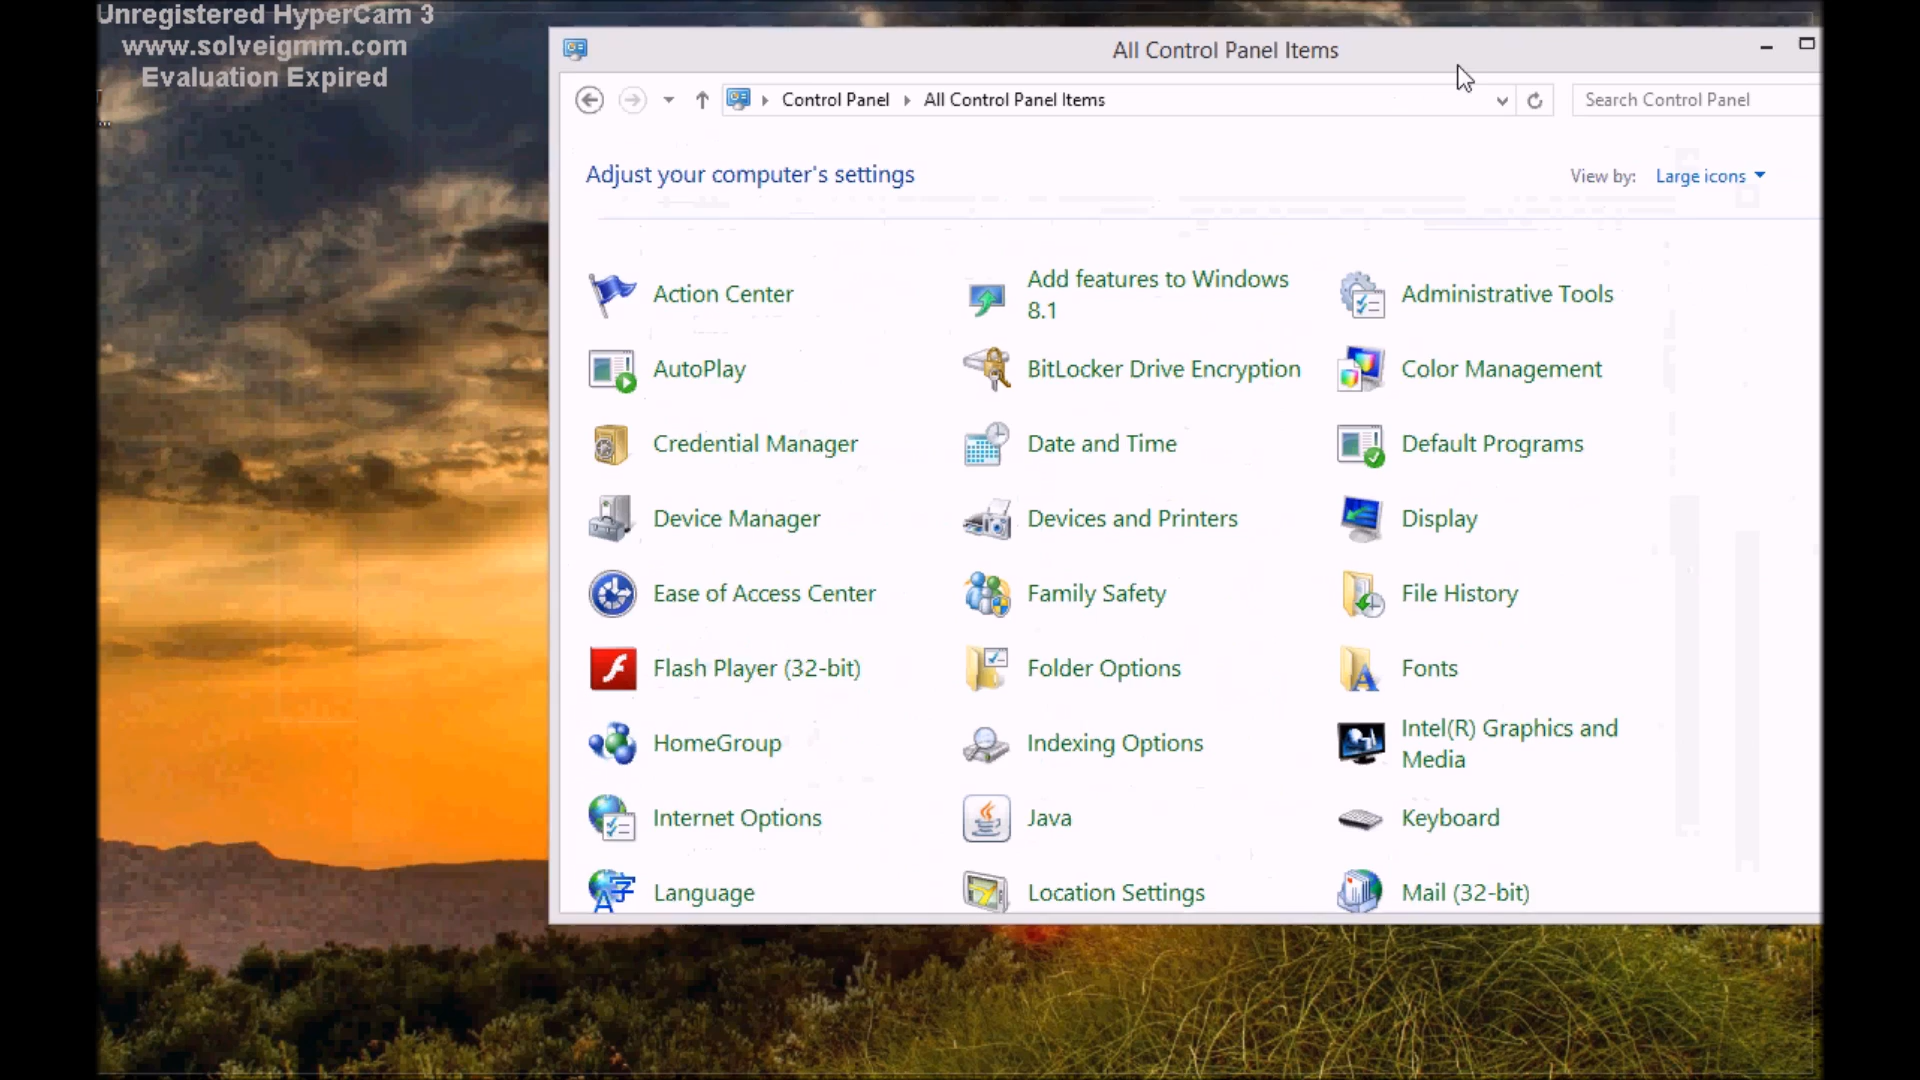 Unregistered HyperCam 3
www.solveigmm.com
Evaluation Expired
All Control Panel Items
Control Panel
All Control Panel Items
Search Control Panel
Adjust your computer's settings
View by: Large icons
Action Center
Add features to Windows
8.1
Administrative Tools
AutoPlay
BitLocker Drive Encryption
Color Management
Credential Manager
Date and Time
Default Programs
Device Manager
Devices and Printers
Display
Ease of Access Center
Family Safety
File History
Flash Player (32-bit)
Folder Options
Fonts
HomeGroup
Indexing Options
Intel(R) Graphics and
Media
Internet Options
Java
Keyboard
Language
Location Settings
Mail (32-bit)